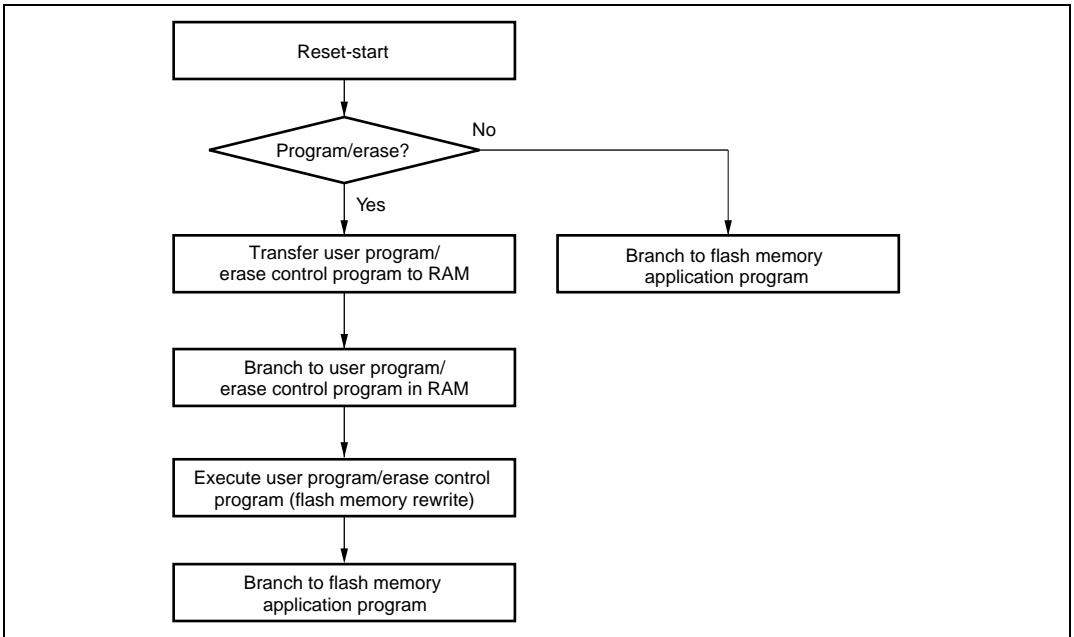 Reset-start
Program/erase?
No
Yes
Transfer user program/
erase control program to RAM
Branch to flash memory
application program
Branch to user program/
erase control program in RAM
Execute user program/erase control
program (flash memory rewrite)
Branch to flash memory
application program